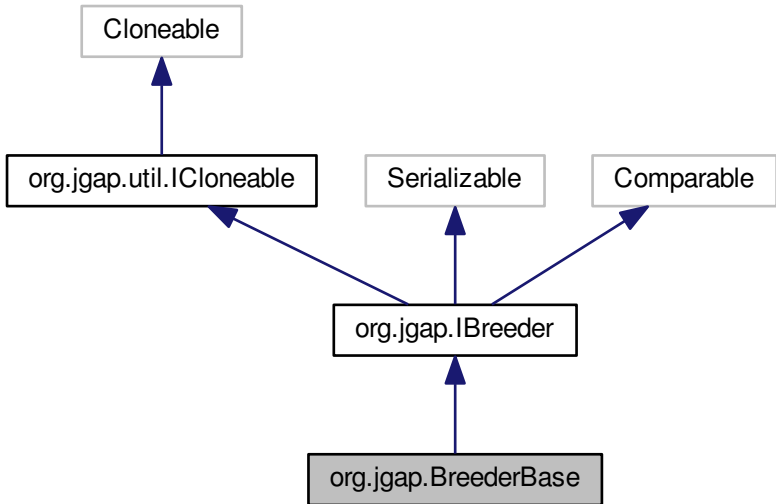 Cloneable
org.jgap.util.ICloneable
Serializable
Comparable
org.jgap.IBreeder
org.jgap.BreederBase